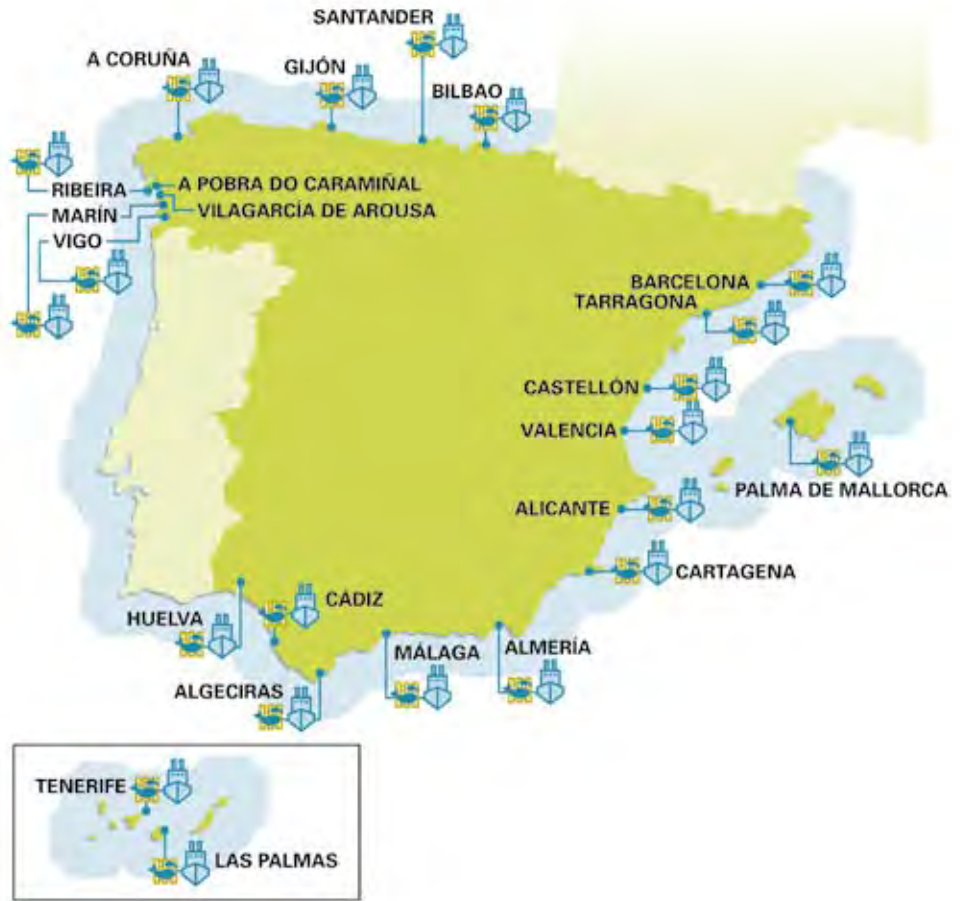 SANTANDER
A CORUÑA
GIJÓN
BILBAO
RIBEIRA
A POBRA DO CARAMIÑAL
MARÍN
VILAGARCÍA DE AROUSA
VIGO
BARCELONA
TARRAGONA
CASTELLÓN
VALENCIA
PALMA DE MALLORCA
ALICANTE
CARTAGENA
CÁDIZ
HUELVA
MÁLAGA
ALMERÍA
ALGECIRAS
TENERIFE
LAS PALMAS